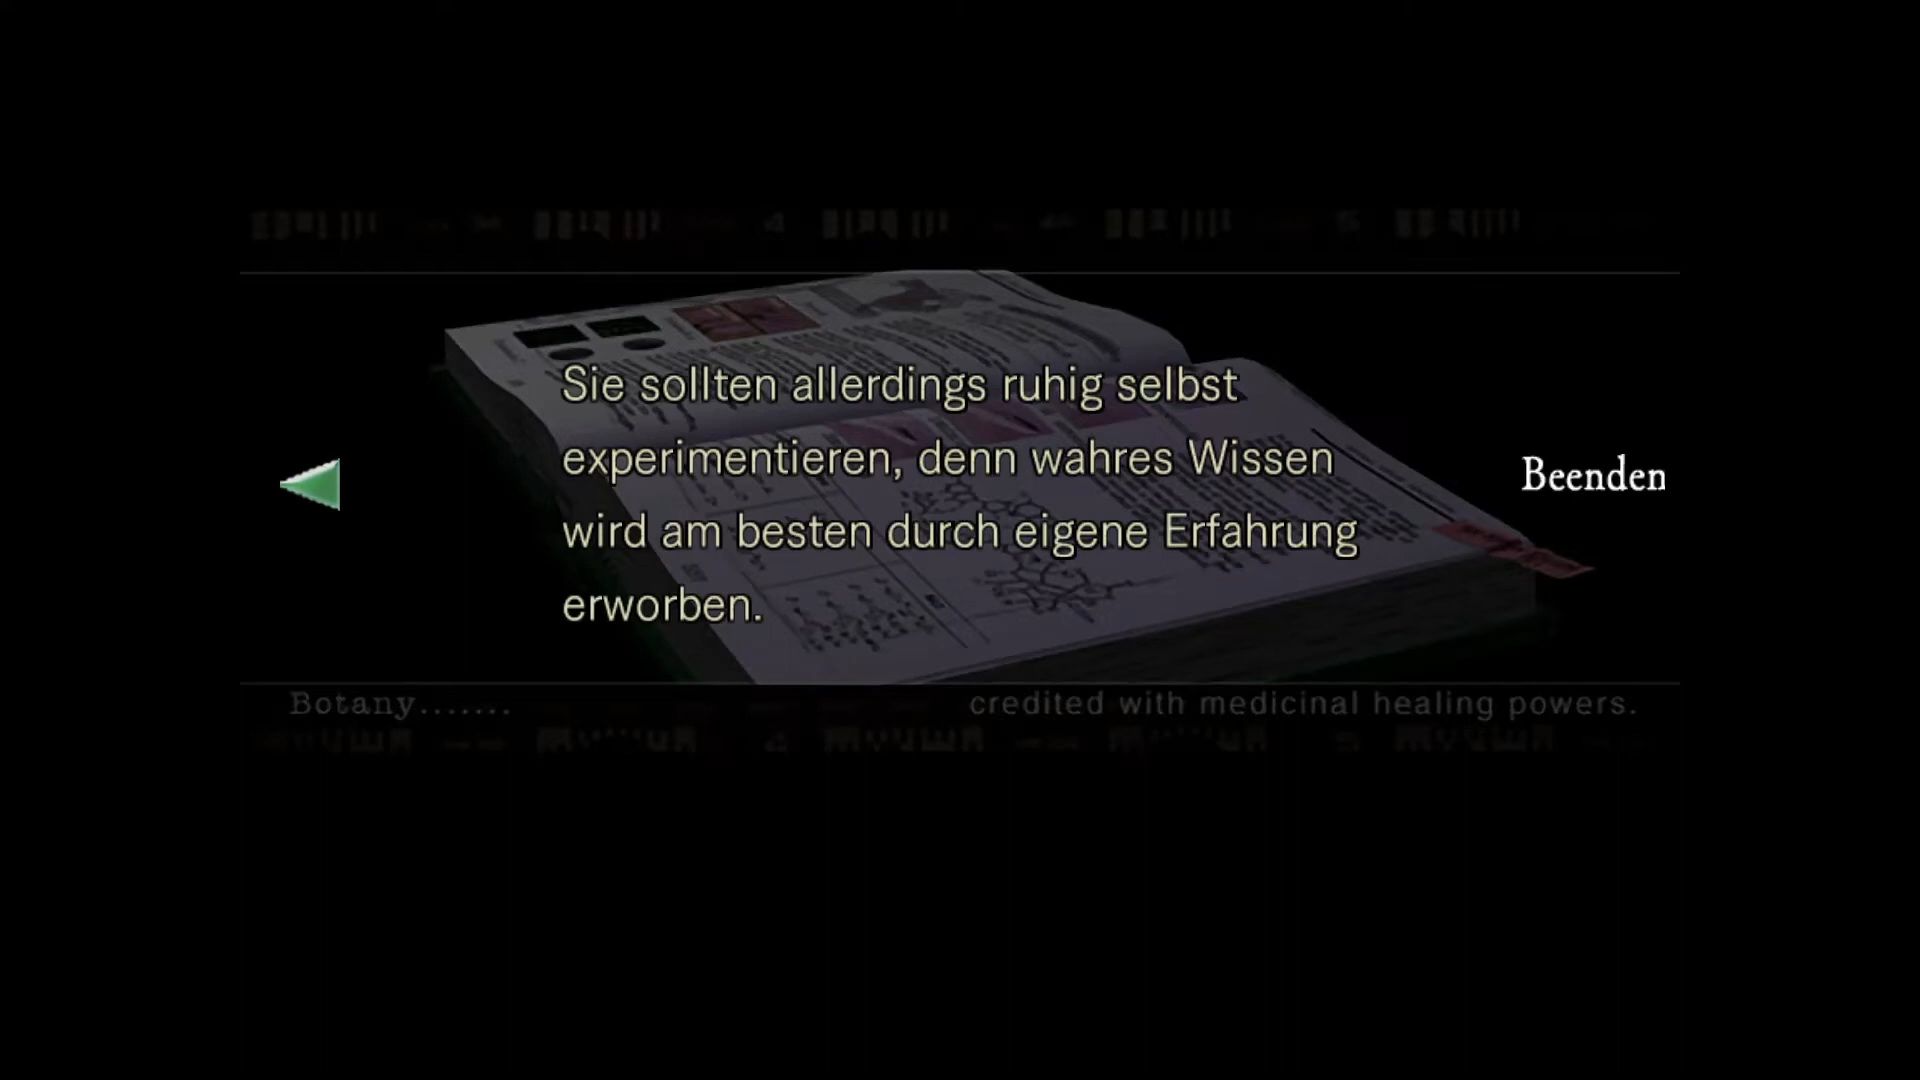 Sie sollten allerdings ruhig selbst
experimentieren, denn wahres Wissen
wird am besten durch eigene Erfahrung
erworben.
Beenden
Botany....... credited with medicinal healing powers.